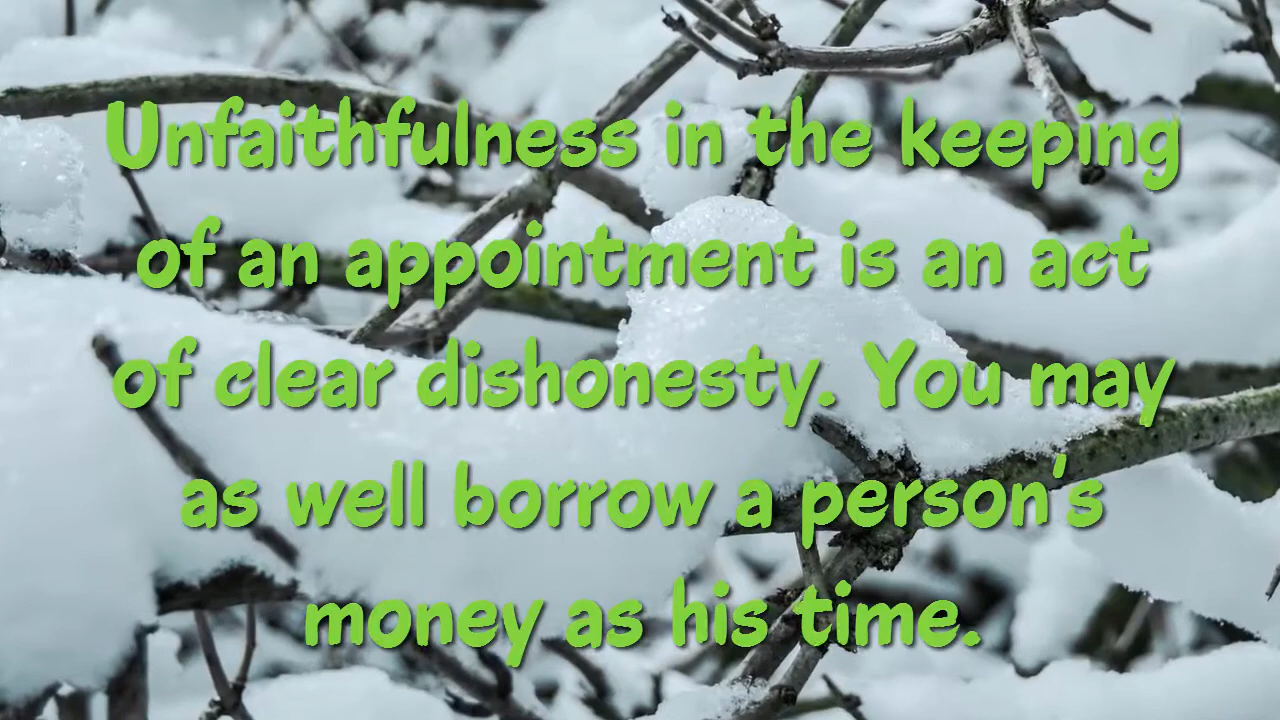 Unfaithfulness in the keeping
of an appointment is an act
of clear dishonesty. You may
as well borrow a person's
money as his time.